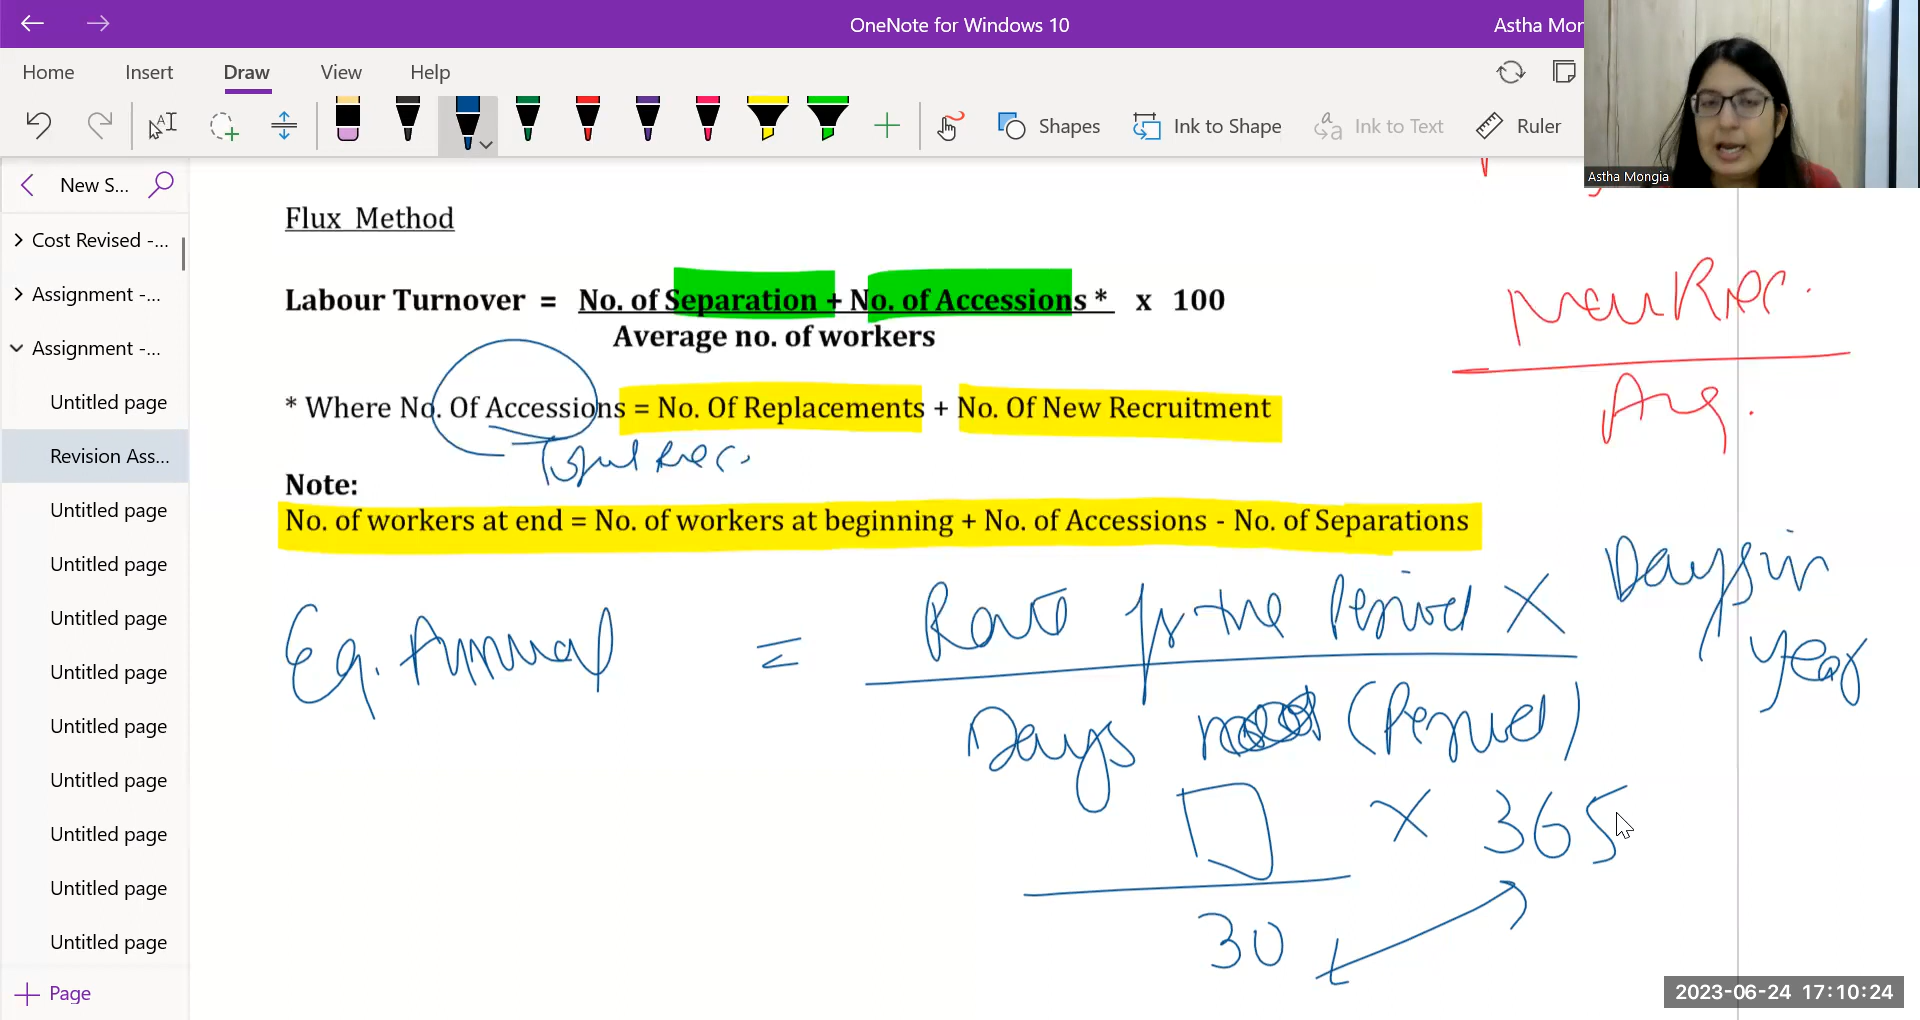 OneNote for Windows 10
Astha Mon
Home Insert Draw View Help
Shapes Ink to Shape Ink to Text Ruler
Astha Mongia
New S...
Cost Revised -...
Assignment -...
Assignment -...
Untitled page
Revision Ass...
Untitled page
Untitled page
Untitled page
Untitled page
Untitled page
Untitled page
Untitled page
Untitled page
Untitled page
Page
Flux Method
Labour Turnover = No. of Separation + No. of Accessions * x 100
Average no. of workers
* Where No. Of Accessions = No. Of Replacements + No. Of New Recruitment
Total Rec.
Note:
No. of workers at end = No. of workers at beginning + No. of Accessions - No. of Separations
New Rec.
Avg.
Eq. Annual = Rate for the Period X Days in year
Days (Period)
X 365
30
2023-06-24 17:10:24